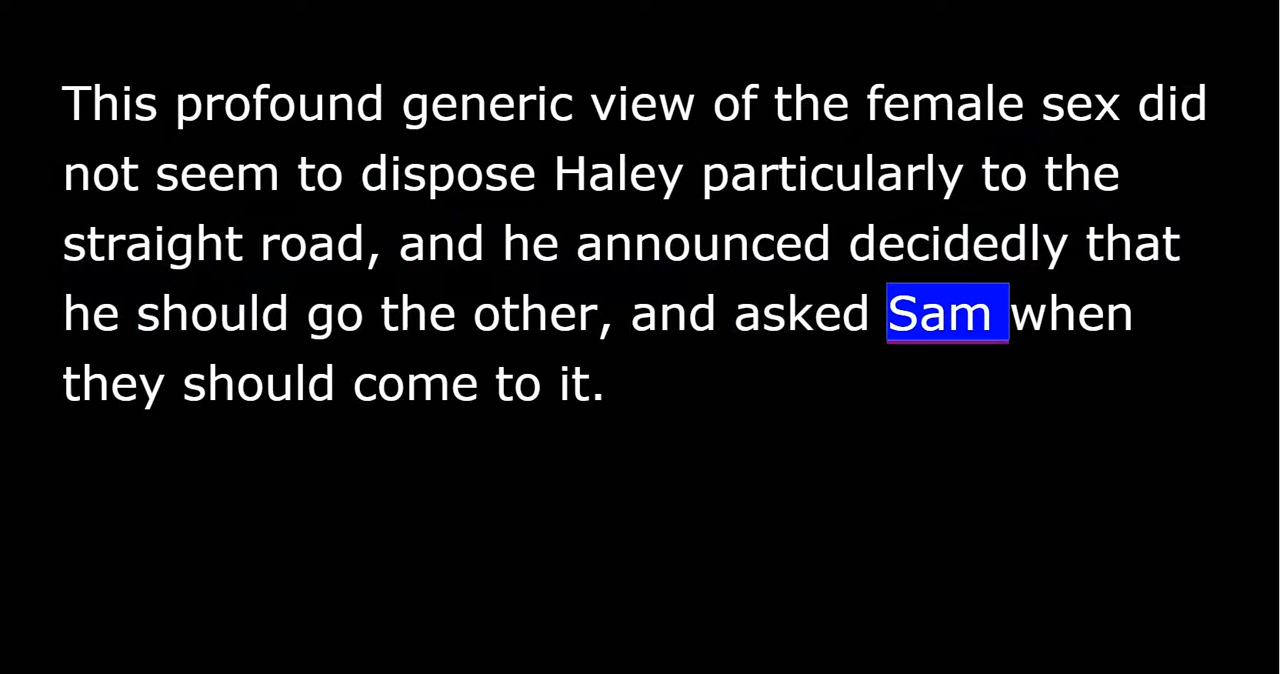 This profound generic view of the female sex did
not seem to dispose Haley particularly to the
straight road, and he announced decidedly that
he should go the other, and asked Sam when
they should come to it.